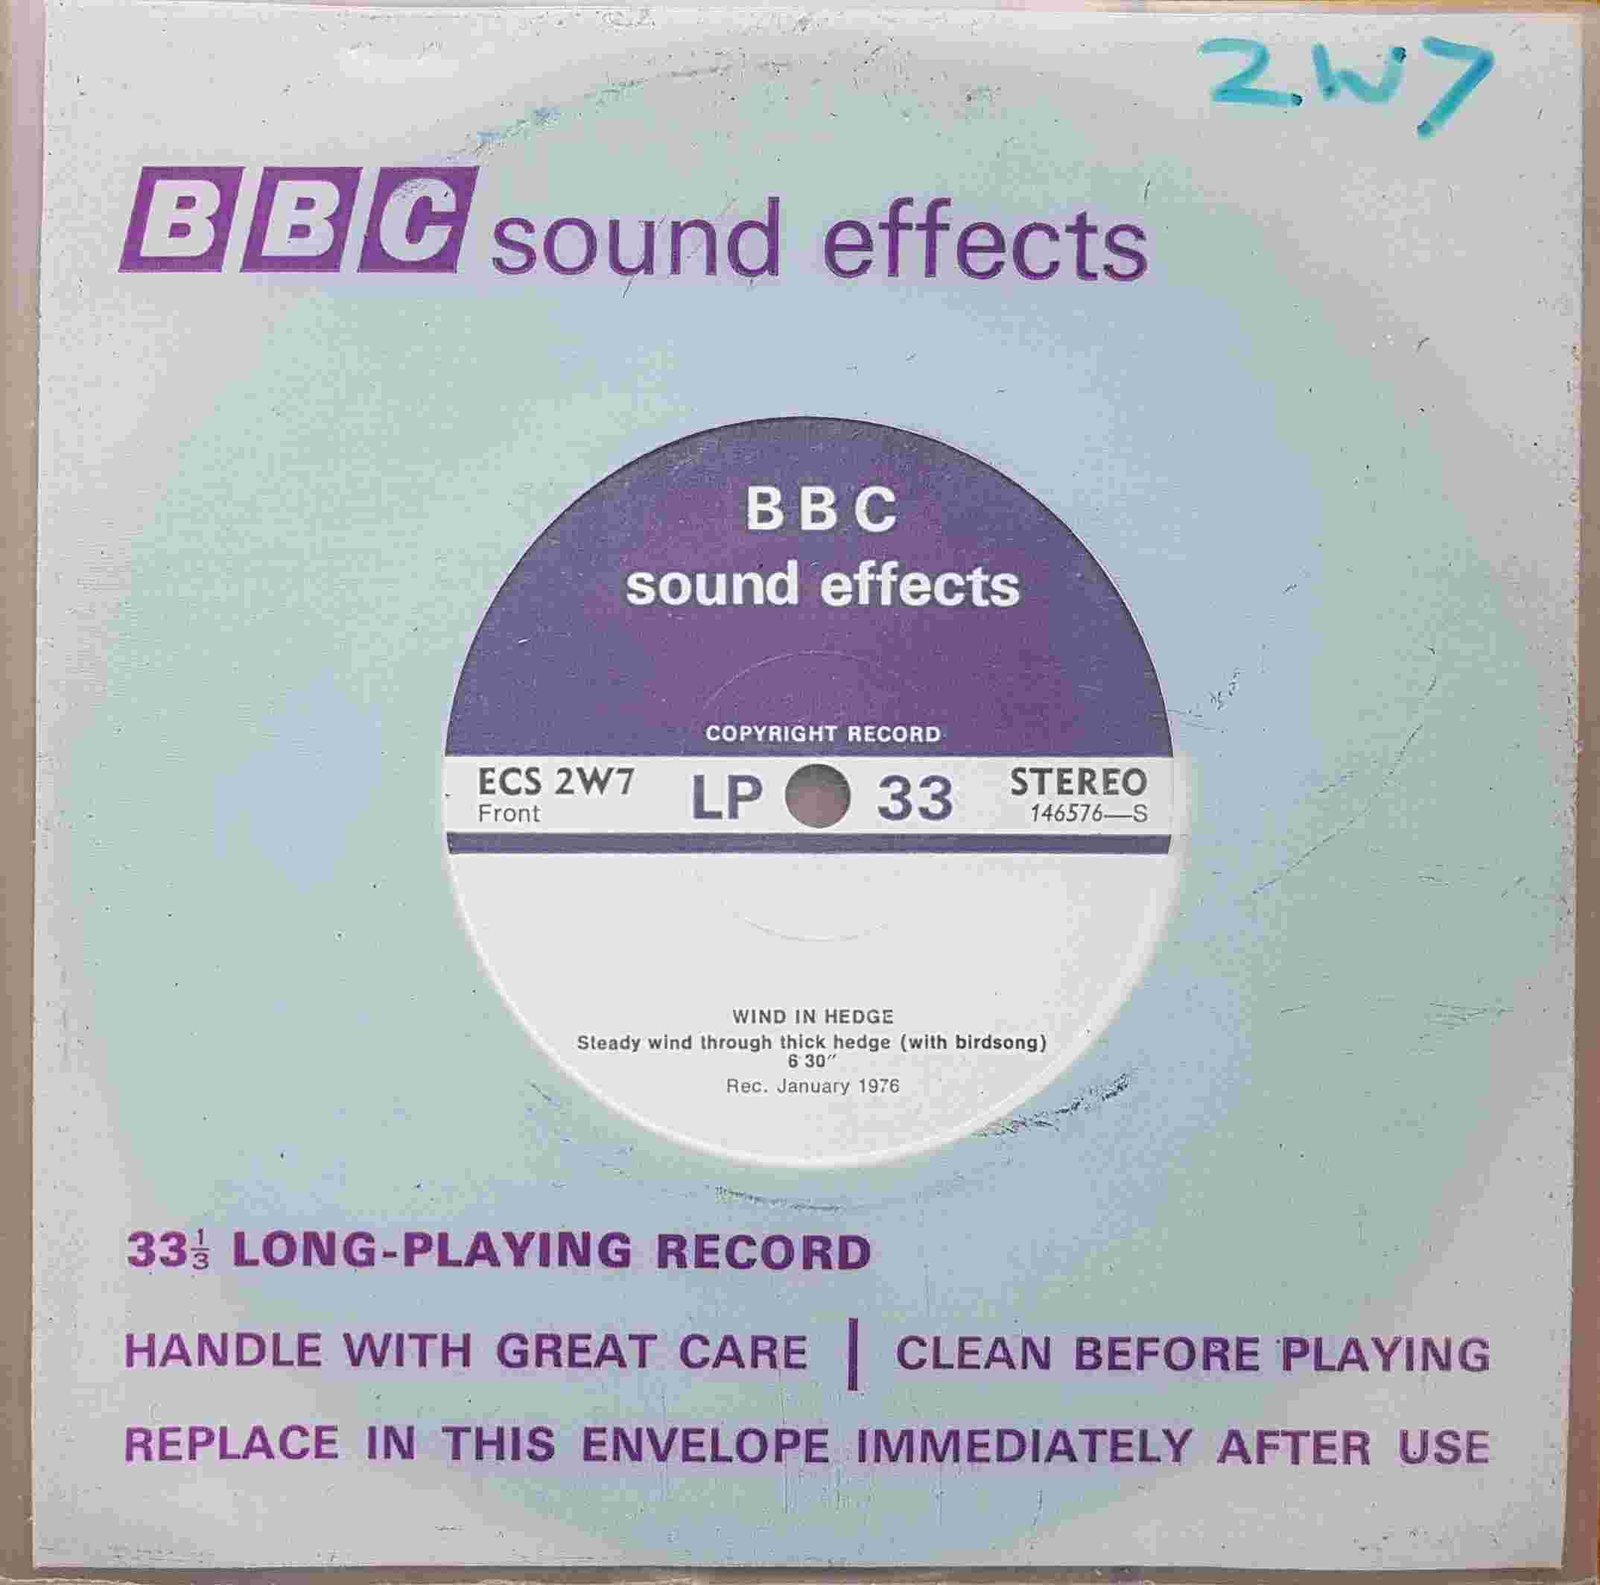 2W7
BBC sound effects
BBC
sound effects
COPYRIGHT RECORD
ECS 2W7 LP 33 STEREO
Front 146576—S
WIND IN HEDGE
Steady wind through thick hedge (with birdsong)
6 30″
Rec. January 1976
33⅓ LONG-PLAYING RECORD
HANDLE WITH GREAT CARE | CLEAN BEFORE PLAYING
REPLACE IN THIS ENVELOPE IMMEDIATELY AFTER USE